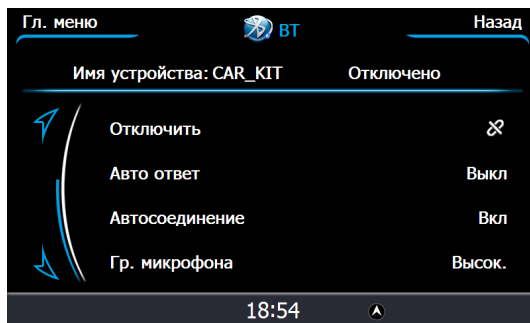 Гл. меню BT Назад
Имя устройства: CAR_KIT Отключено
Отключить
Авто ответ Выкл
Автосоединение Вкл
Гр. микрофона Высок.
18:54